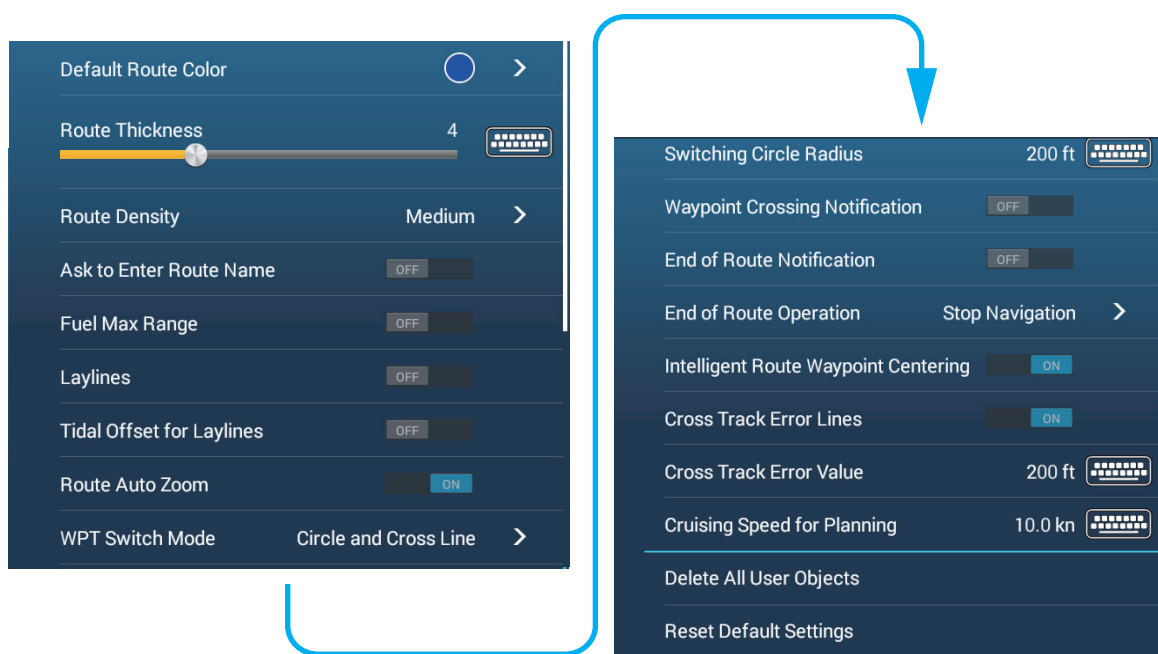 Default Route Color
Route Thickness 4
Route Density Medium
Ask to Enter Route Name OFF
Fuel Max Range OFF
Laylines OFF
Tidal Offset for Laylines OFF
Route Auto Zoom ON
WPT Switch Mode Circle and Cross Line
Switching Circle Radius 200 ft
Waypoint Crossing Notification OFF
End of Route Notification OFF
End of Route Operation Stop Navigation
Intelligent Route Waypoint Centering ON
Cross Track Error Lines ON
Cross Track Error Value 200 ft
Cruising Speed for Planning 10.0 kn
Delete All User Objects
Reset Default Settings